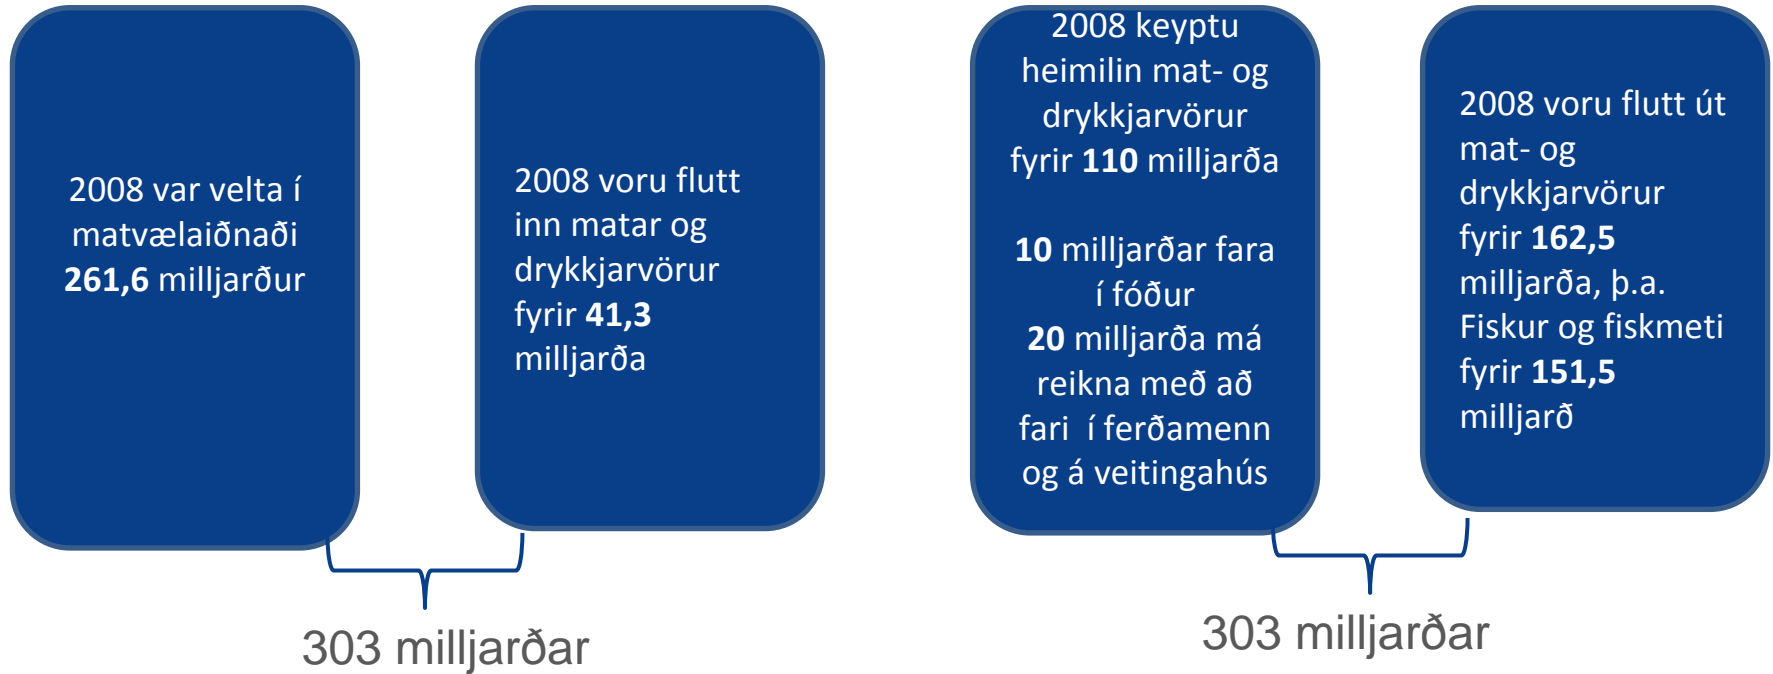 2008 var velta í
matvælaiðnaði
261,6 milljarður
2008 voru flutt
inn matar og
drykkjarvörur
fyrir 41,3
milljarða
303 milljarðar
2008 keyptu
heimilin mat- og
drykkjarvörur
fyrir 110 milljarða
10 milljarðar fara
í fóður
20 milljarða má
reikna með að
fari í ferðamenn
og á veitingahús
2008 voru flutt út
mat- og
drykkjarvörur
fyrir 162,5
milljarða, þ.a.
Fiskur og fiskmeti
fyrir 151,5
milljarð
303 milljarðar